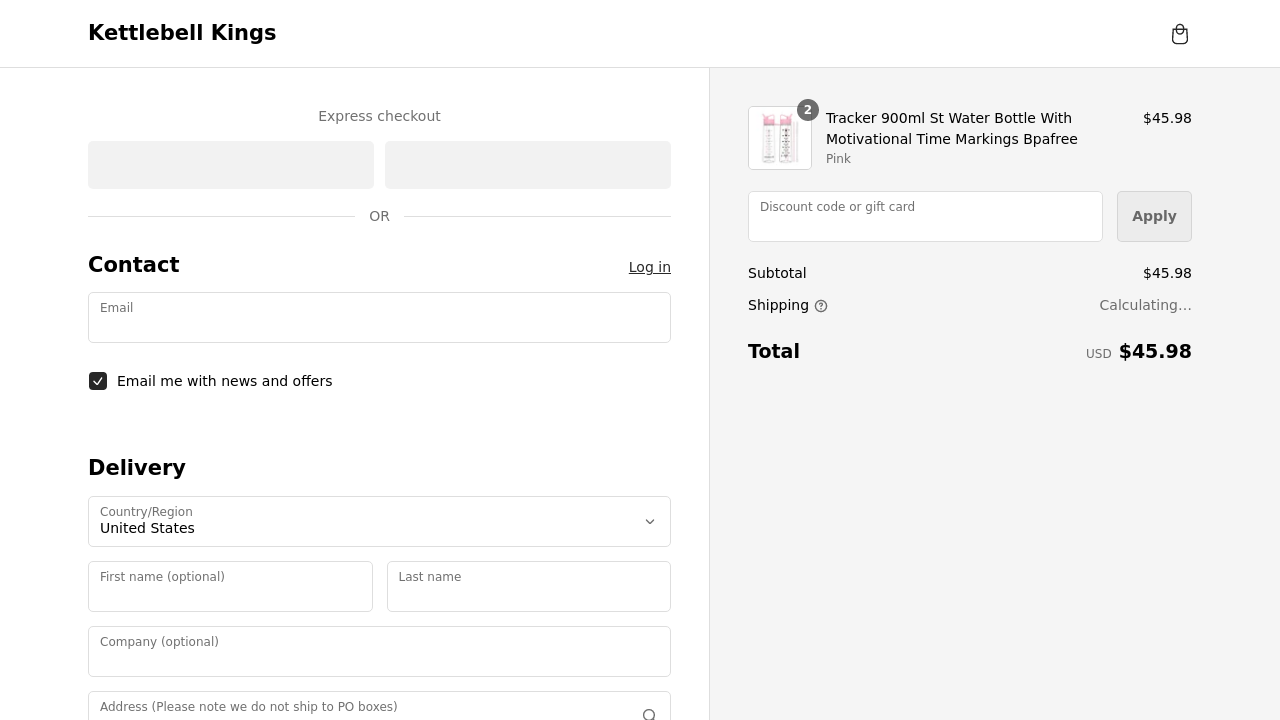 Kettlebell Kings
Express checkout
OR
Contact
Log in
Email
Email me with news and offers
Delivery
Country/Region
United States
First name (optional)
Last name
Company (optional)
Address (Please note we do not ship to PO boxes)
2
Tracker 900ml St Water Bottle With
Motivational Time Markings Bpafree
Pink
$45.98
Discount code or gift card
Apply
Subtotal
$45.98
Shipping
Calculating…
Total
USD $45.98